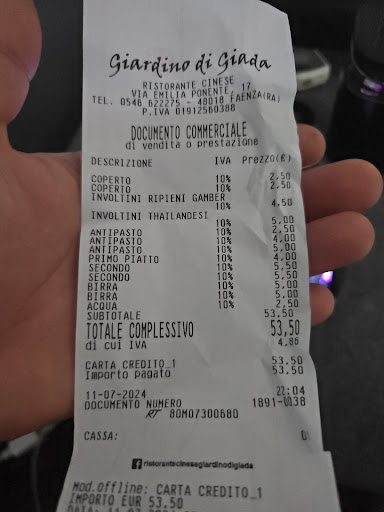 Giardino di Giada
RISTORANTE CINESE
VIA EMILIA PONENTE, 17
TEL. 0546 622275 - 48018 FAENZA(RA)
P.IVA 01912560388
DOCUMENTO COMMERCIALE
di vendita o prestazione
DESCRIZIONE IVA Prezzo(€)
COPERTO 10% 2,50
COPERTO 10% 2,50
INVOLTINI RIPIENI GAMBER
10% 4,50
INVOLTINI THAILANDESI
10% 5,00
ANTIPASTO 10% 2,50
ANTIPASTO 10% 4,00
ANTIPASTO 10% 5,00
PRIMO PIATTO 10% 4,00
SECONDO 10% 5,50
SECONDO 10% 5,50
BIRRA 10% 5,00
BIRRA 10% 5,00
ACQUA 10% 2,50
SUBTOTALE 53,50
TOTALE COMPLESSIVO 53,50
di cui IVA 4,86
CARTA CREDITO_1 53,50
Importo pagato 53,50
11-07-2024 22:04
DOCUMENTO NUMERO 1891-0038
RT 80M07300680
CASSA:
ristorantecinesegiardinodigiada
Mod.Offline: CARTA CREDITO_1
IMPORTO EUR 53,50